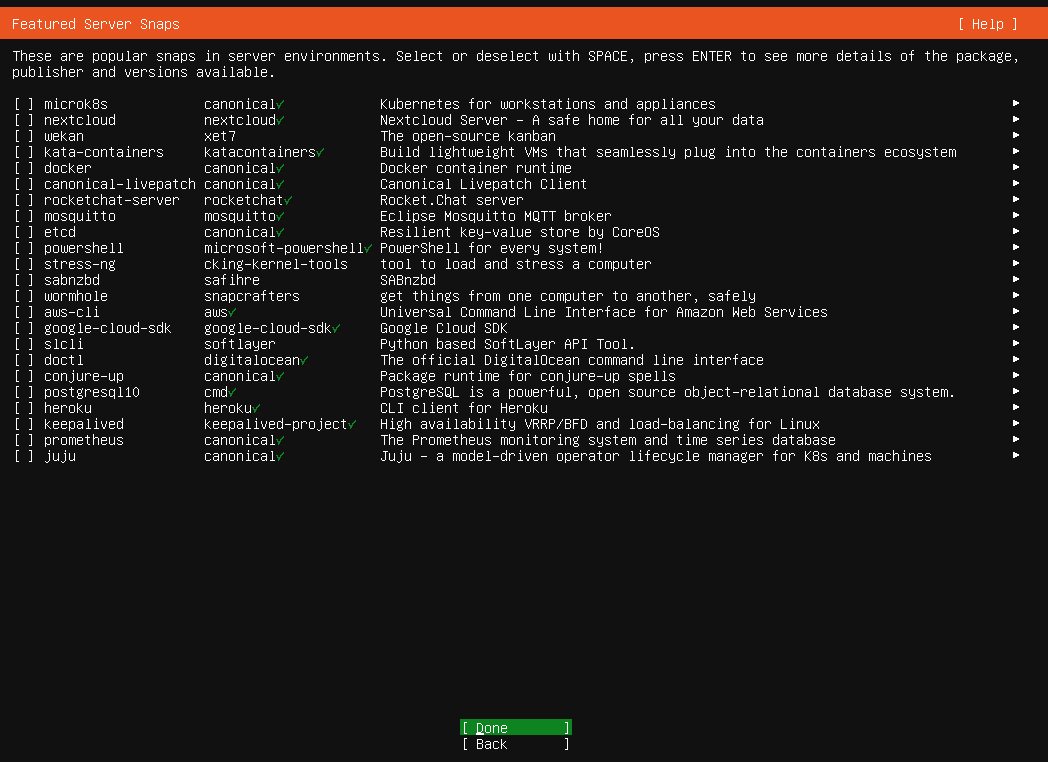 Featured Server Snaps [ Help ]
These are popular snaps in server environments. Select or deselect with SPACE, press ENTER to see more details of the package,
publisher and versions available.
[ ] microk8s canonical✓ Kubernetes for workstations and appliances ▸
[ ] nextcloud nextcloud✓ Nextcloud Server - A safe home for all your data ▸
[ ] wekan xet7 The open-source kanban ▸
[ ] kata-containers katacontainers✓ Build lightweight VMs that seamlessly plug into the containers ecosystem ▸
[ ] docker canonical✓ Docker container runtime ▸
[ ] canonical-livepatch canonical✓ Canonical Livepatch Client ▸
[ ] rocketchat-server rocketchat✓ Rocket.Chat server ▸
[ ] mosquitto mosquitto✓ Eclipse Mosquitto MQTT broker ▸
[ ] etcd canonical✓ Resilient key-value store by CoreOS ▸
[ ] powershell microsoft-powershell✓ PowerShell for every system! ▸
[ ] stress-ng cking-kernel-tools tool to load and stress a computer ▸
[ ] sabnzbd safihre SABnzbd ▸
[ ] wormhole snapcrafters get things from one computer to another, safely ▸
[ ] aws-cli aws✓ Universal Command Line Interface for Amazon Web Services ▸
[ ] google-cloud-sdk google-cloud-sdk✓ Google Cloud SDK ▸
[ ] slcli softlayer Python based SoftLayer API Tool. ▸
[ ] doctl digitalocean✓ The official DigitalOcean command line interface ▸
[ ] conjure-up canonical✓ Package runtime for conjure-up spells ▸
[ ] postgresql10 cmd✓ PostgreSQL is a powerful, open source object-relational database system. ▸
[ ] heroku heroku✓ CLI client for Heroku ▸
[ ] keepalived keepalived-project✓ High availability VRRP/BFD and load-balancing for Linux ▸
[ ] prometheus canonical✓ The Prometheus monitoring system and time series database ▸
[ ] juju canonical✓ Juju - a model-driven operator lifecycle manager for K8s and machines ▸
[ Done ]
[ Back ]